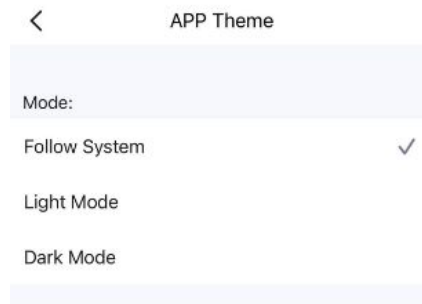 APP Theme
Mode:
Follow System
Light Mode
Dark Mode